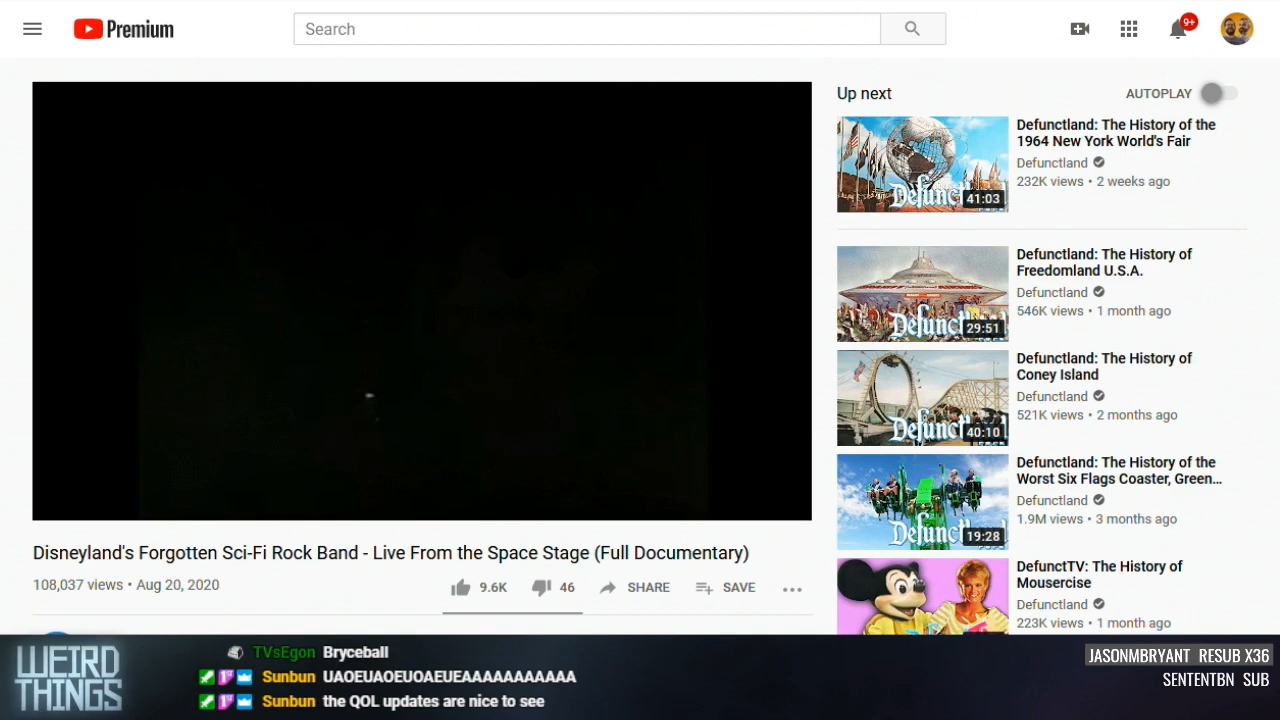 Premium
Search
9+
Up next
AUTOPLAY
Defunctland: The History of the
1964 New York World's Fair
Defunctland
232K views • 2 weeks ago
Defunctl
41:03
Defunctland: The History of
Freedomland U.S.A.
Defunctland
546K views • 1 month ago
Defunctl
29:51
Defunctland: The History of
Coney Island
Defunctland
521K views • 2 months ago
Defunctl
40:10
Defunctland: The History of the
Worst Six Flags Coaster, Green...
Defunctland
1.9M views • 3 months ago
Defunctl
19:28
DefunctTV: The History of
Mousercise
Defunctland
223K views • 1 month ago
Disneyland's Forgotten Sci-Fi Rock Band - Live From the Space Stage (Full Documentary)
108,037 views • Aug 20, 2020
9.6K
46
SHARE
SAVE
WEIRD
THINGS
TVsEgon Bryceball
Sunbun UAOEUAOEUOAEUEAAAAAAAAAAA
Sunbun the QOL updates are nice to see
JASONMBRYANT RESUB X36
SENTENTBN SUB